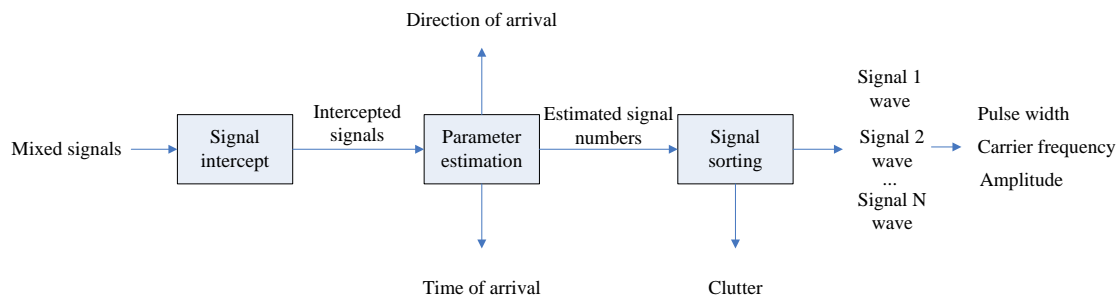 Direction of arrival
Mixed signals
Signal
intercept
Intercepted
signals
Parameter
estimation
Estimated signal
numbers
Signal
sorting
Signal 1
wave
Signal 2
wave
...
Signal N
wave
Pulse width
Carrier frequency
Amplitude
Time of arrival
Clutter